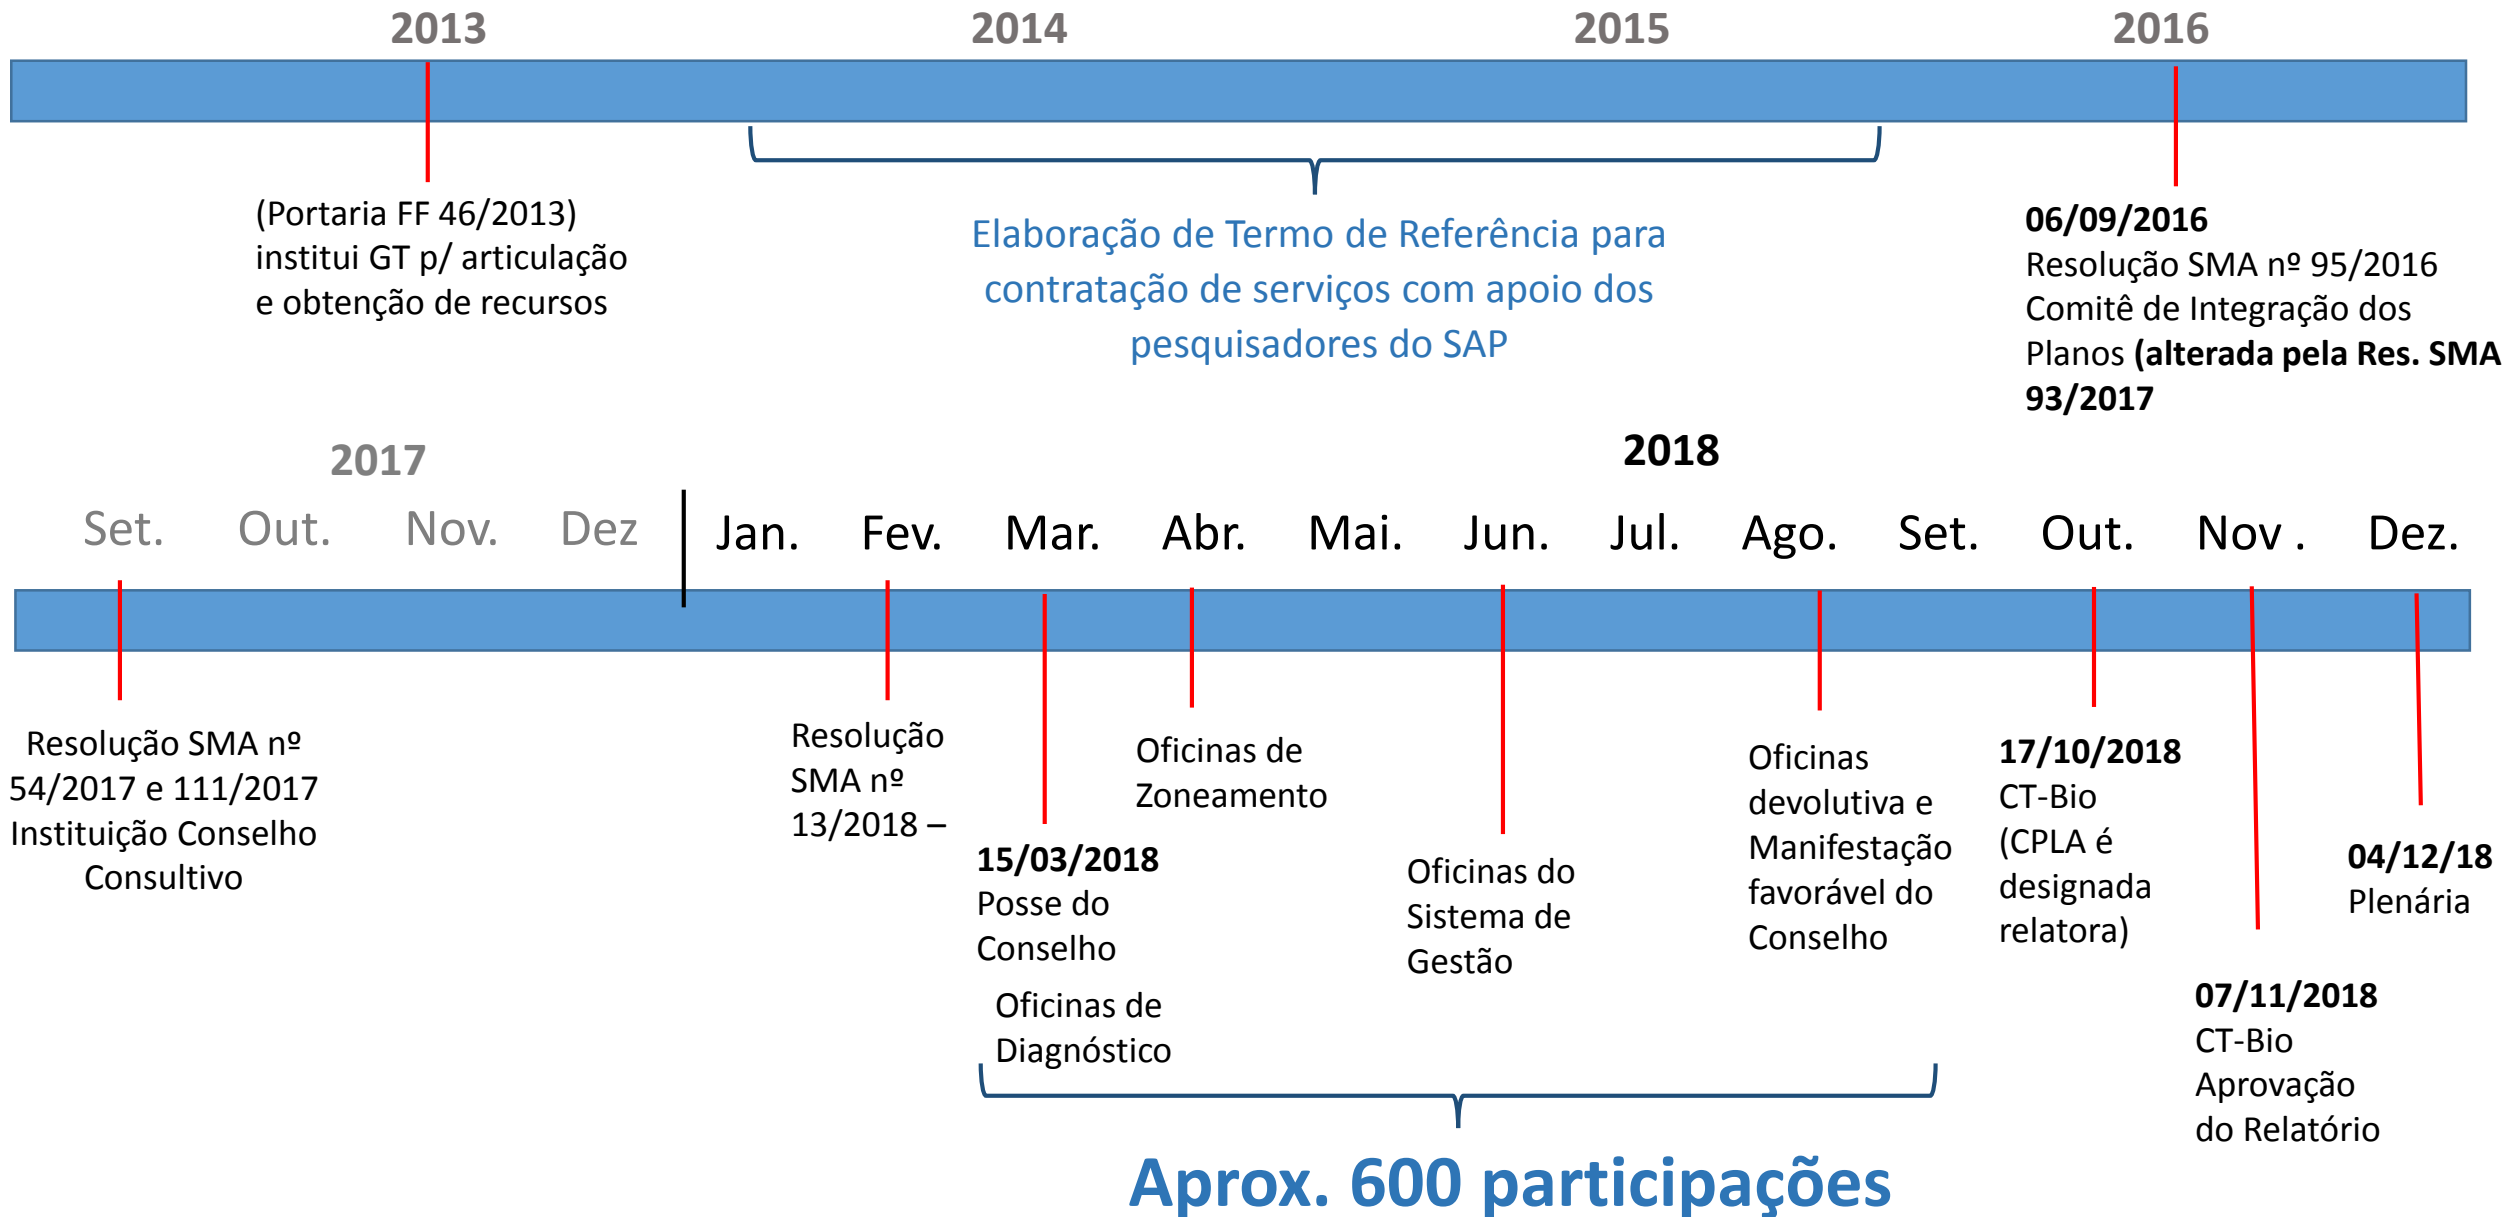 2013
2014
2015
2016
(Portaria FF 46/2013)
institui GT p/ articulação
e obtenção de recursos
Elaboração de Termo de Referência para
contratação de serviços com apoio dos
pesquisadores do SAP
06/09/2016
Resolução SMA nº 95/2016
Comitê de Integração dos
Planos (alterada pela Res. SMA
93/2017
2017
2018
Set.
Out.
Nov.
Dez
Jan.
Fev.
Mar.
Abr.
Mai.
Jun.
Jul.
Ago.
Set.
Out.
Nov .
Dez.
Resolução SMA nº
54/2017 e 111/2017
Instituição Conselho
Consultivo
Resolução
SMA nº
13/2018 –
15/03/2018
Posse do
Conselho
Oficinas de
Diagnóstico
Oficinas de
Zoneamento
Oficinas do
Sistema de
Gestão
Oficinas
devolutiva e
Manifestação
favorável do
Conselho
17/10/2018
CT-Bio
(CPLA é
designada
relatora)
07/11/2018
CT-Bio
Aprovação
do Relatório
04/12/18
Plenária
Aprox. 600 participações